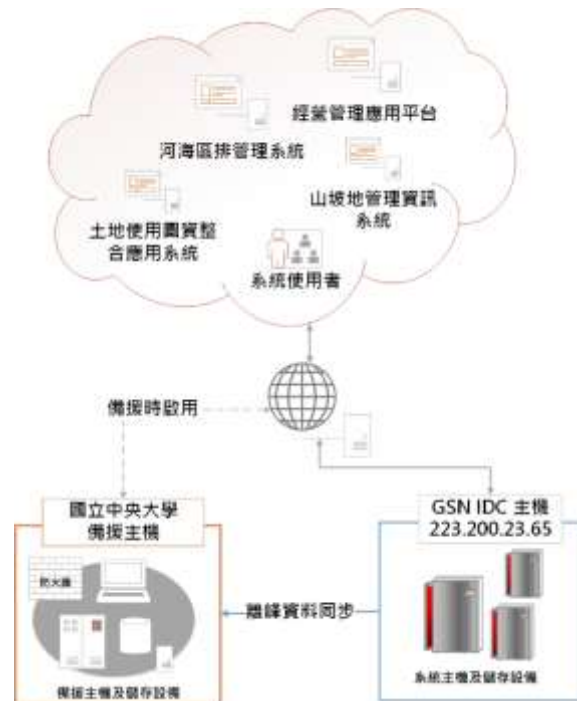 經營管理應用平台
河海區排管理系統
山坡地管理資訊
系統
土地使用圖資整
合應用系統
系統使用者
備援時啟用
國立中央大學
備援主機
GSN IDC 主機
223.200.23.65
防火牆
離峰資料同步
備援主機及儲存設備
系統主機及儲存設備